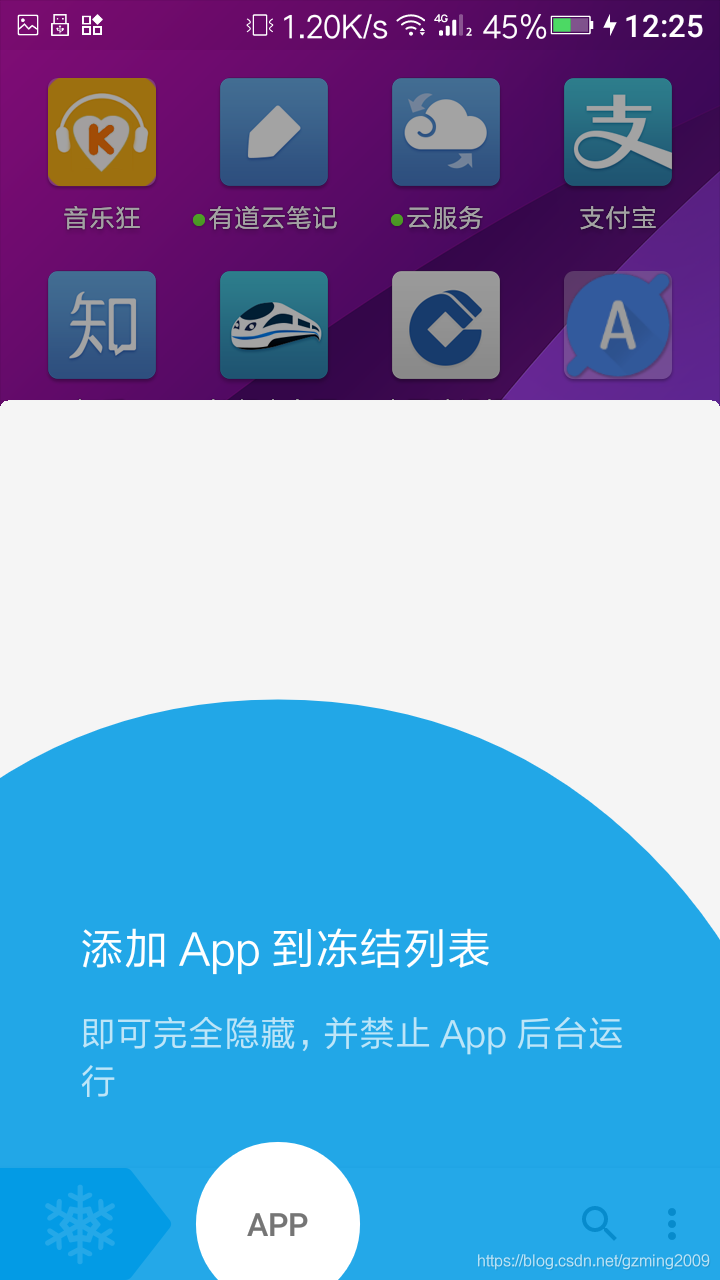 1.20K/s 4G 2 45% 12:25
K 支
音乐狂 有道云笔记 云服务 支付宝
知 A
添加 App 到冻结列表
即可完全隐藏，并禁止 App 后台运
行
APP
https://blog.csdn.net/gzming2009